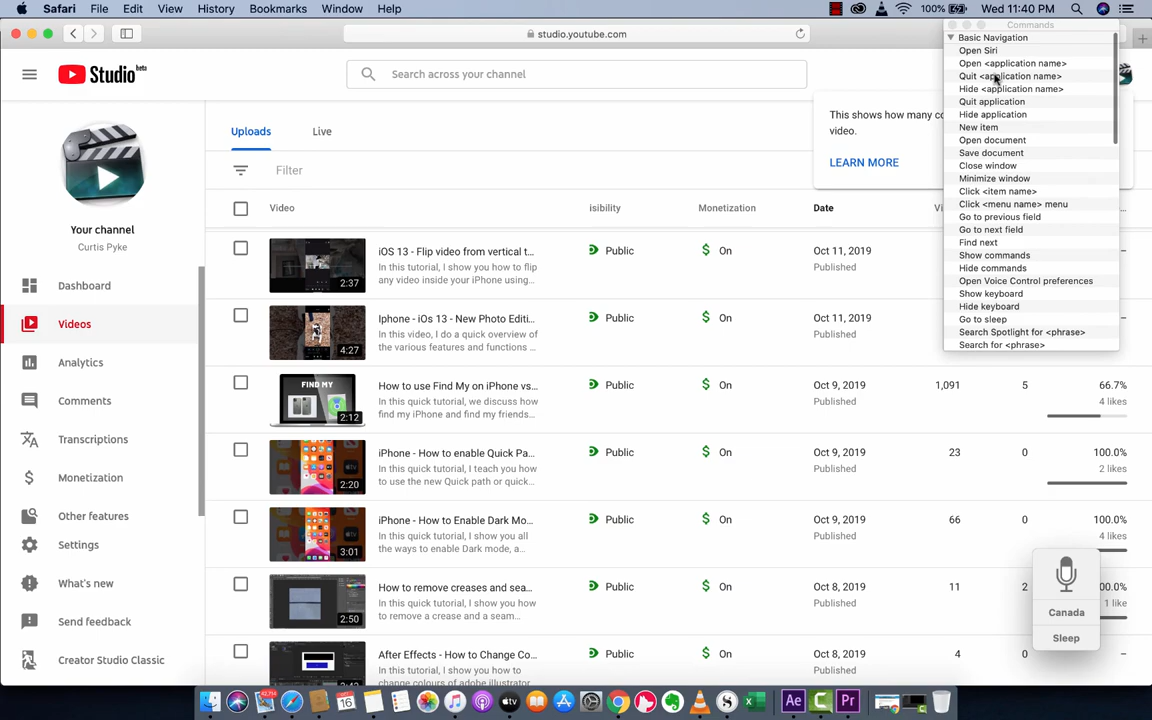 Safari File Edit View History Bookmarks Window Help 100% Wed 11:40 PM
studio.youtube.com
Commands
Basic Navigation
Open Siri
Open <application name>
Quit <application name>
Hide <application name>
Quit application
Hide application
New item
Open document
Save document
Close window
Minimize window
Click <item name>
Click <menu name> menu
Go to previous field
Go to next field
Find next
Show commands
Hide commands
Open Voice Control preferences
Show keyboard
Hide keyboard
Go to sleep
Search Spotlight for <phrase>
Search for <phrase>
Studio beta
Search across your channel
This shows how many co
video.
LEARN MORE
Your channel
Curtis Pyke
Dashboard
Videos
Analytics
Comments
Transcriptions
Monetization
Other features
Settings
What's new
Send feedback
Creator Studio Classic
Uploads Live
Filter
Video isibility Monetization Date Vi
2:37 iOS 13 - Flip video from vertical t... Public $ On Oct 11, 2019 –
In this tutorial, I show you how to flip Published
any video inside your iPhone using...
4:27 Iphone - iOs 13 - New Photo Editi... Public $ On Oct 11, 2019
In this video, I do a quick overview of Published
the various features and functions ...
FIND MY 2:12 How to use Find My on iPhone vs... Public $ On Oct 9, 2019 1,091 5 66.7%
In this quick tutorial, we discuss how Published 4 likes
find my iPhone and find my friends...
2:20 iPhone - How to enable Quick Pa... Public $ On Oct 9, 2019 23 0 100.0%
In this quick tutorial, I teach you how Published 2 likes
to use the new Quick path or quick...
3:01 iPhone - How to Enable Dark Mo... Public $ On Oct 9, 2019 66 0 100.0%
In this quick tutorial, I show you all Published 4 likes
the ways to enable Dark mode, a...
2:50 How to remove creases and sea... Public $ On Oct 8, 2019 11 2 00.0%
In this quick tutorial, I show you how Published 1 like
to remove a crease and a seam...
After Effects - How to Change Co... Public $ On Oct 8, 2019 4 0 –
In this tutorial, I show you how to Published
change colours of adobe illustrator
Canada
Sleep
OCT
16
tv
Ae
Pr